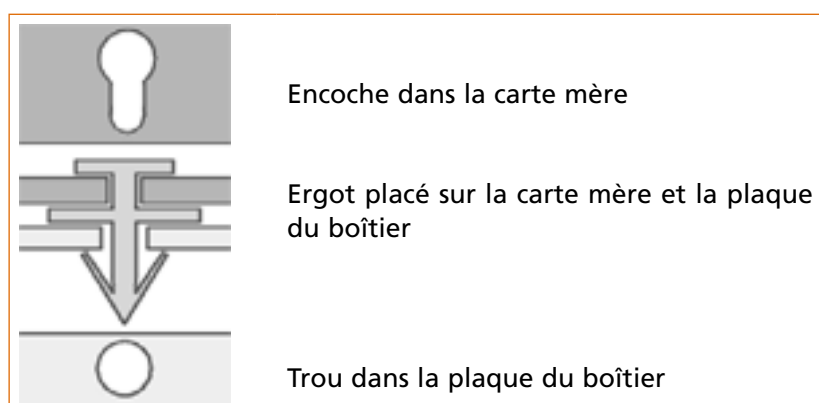 Encoche dans la carte mère
Ergot placé sur la carte mère et la plaque
du boîtier
Trou dans la plaque du boîtier